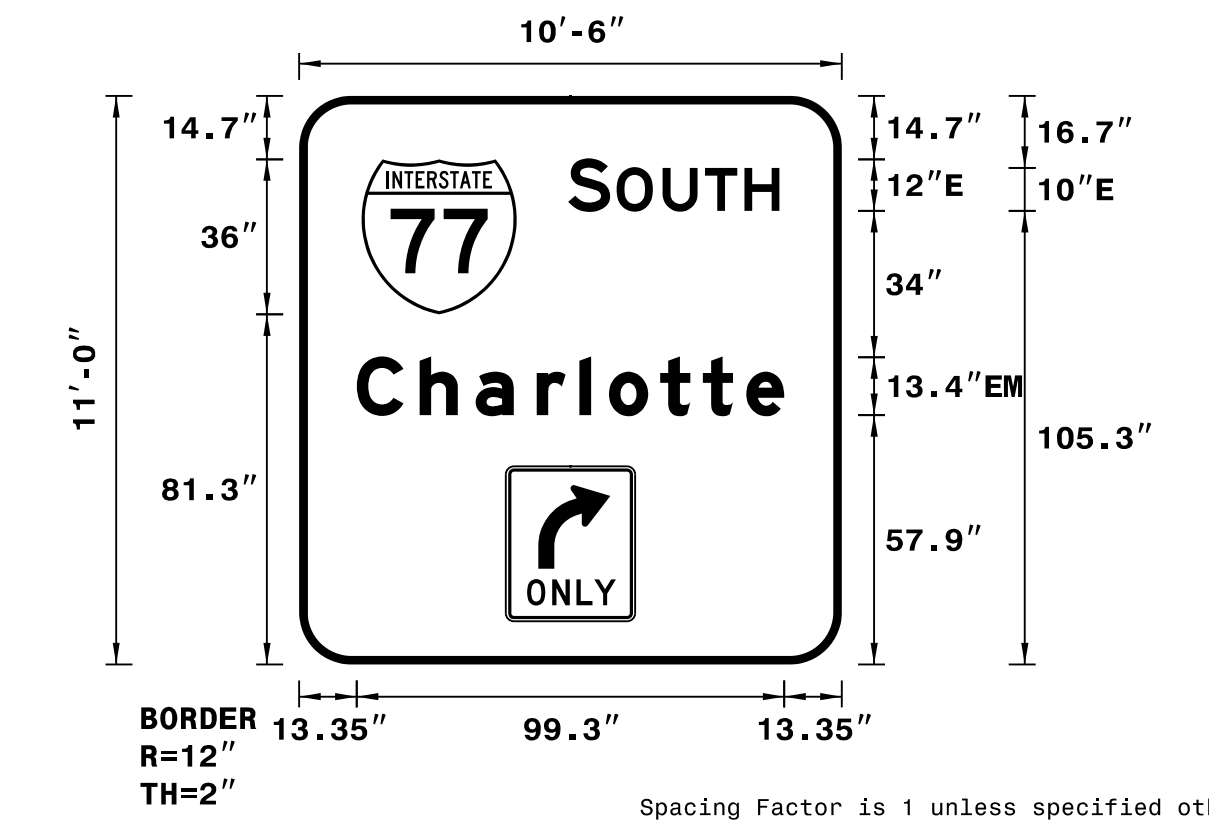 10'-6"
14.7"
14.7"
16.7"
INTERSTATE
SOUTH
12"E
10"E
77
36"
34"
11'-0"
Charlotte
13.4"EM
105.3"
81.3"
57.9"
ONLY
BORDER
R=12"
TH=2"
13.35"
99.3"
13.35"
Spacing Factor is 1 unless specified